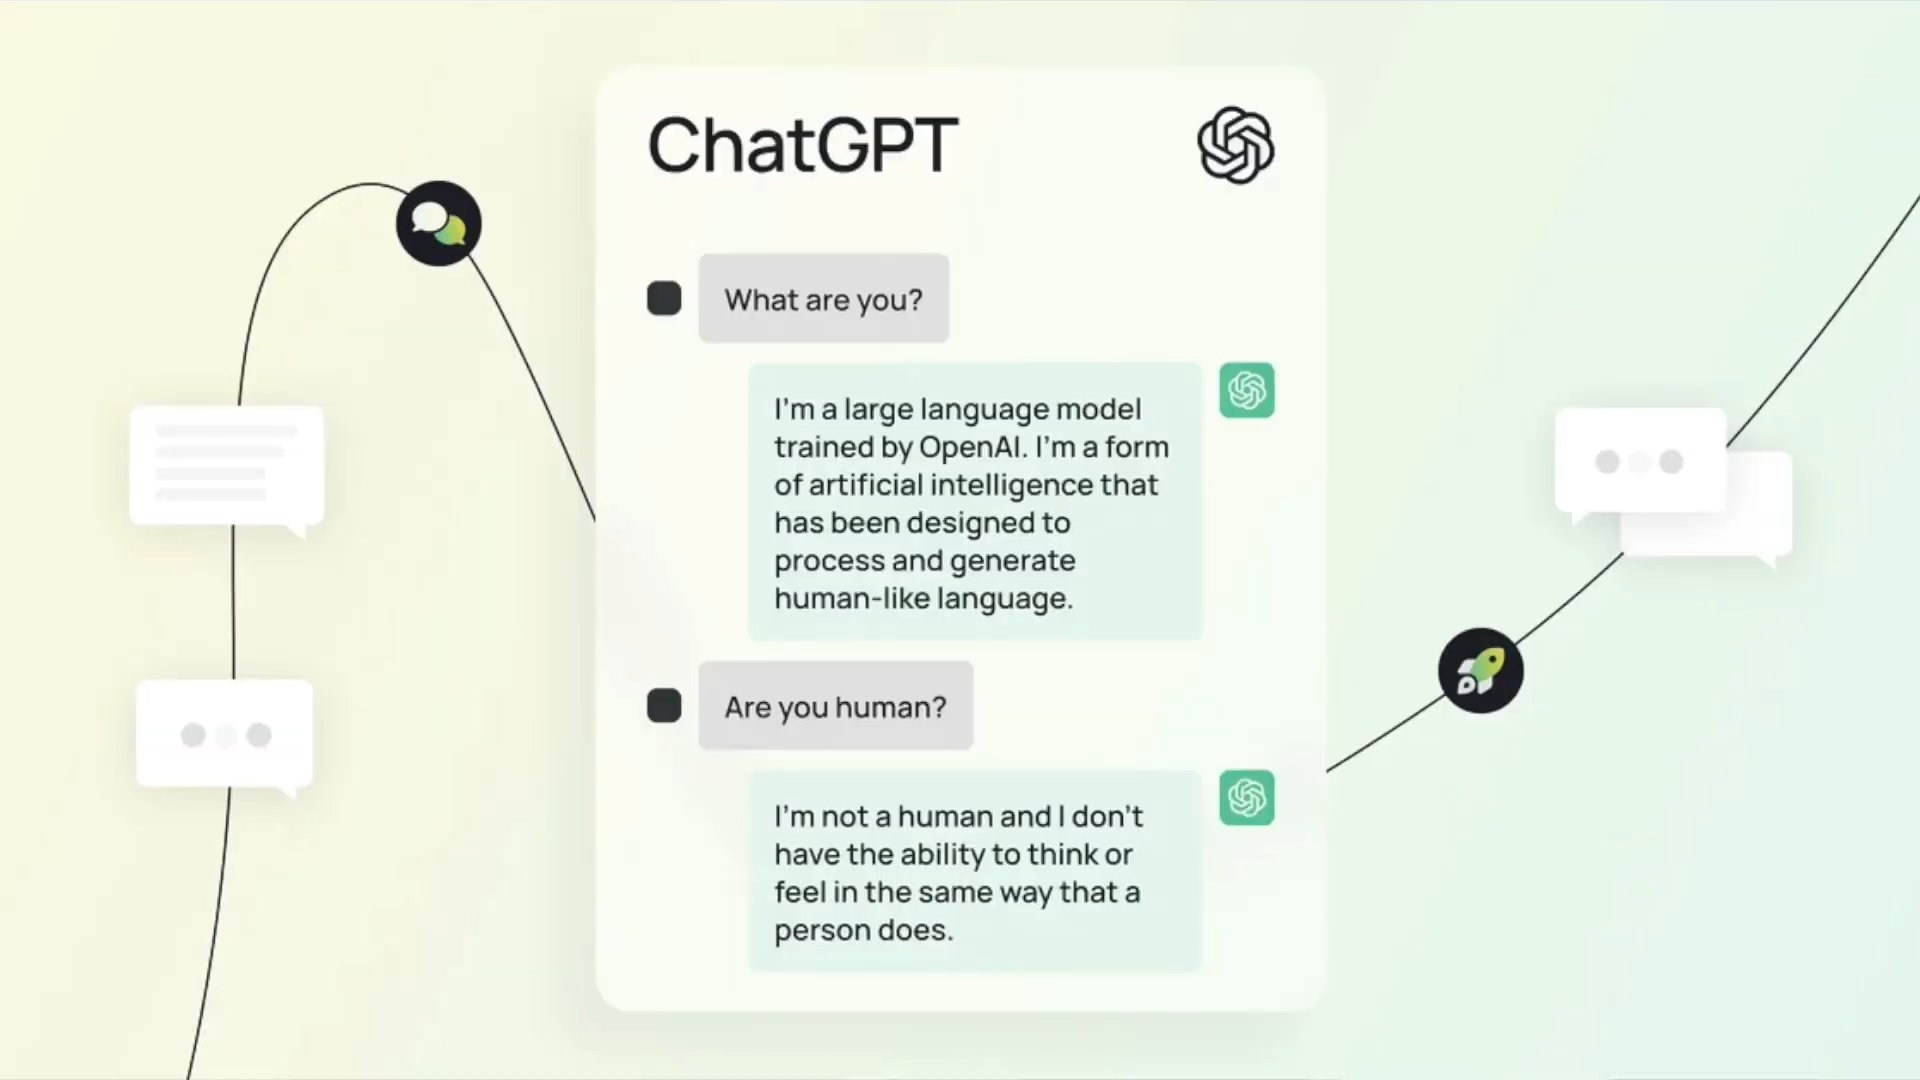 ChatGPT
What are you?
I’m a large language model
trained by OpenAI. I’m a form
of artificial intelligence that
has been designed to
process and generate
human-like language.
Are you human?
I’m not a human and I don’t
have the ability to think or
feel in the same way that a
person does.